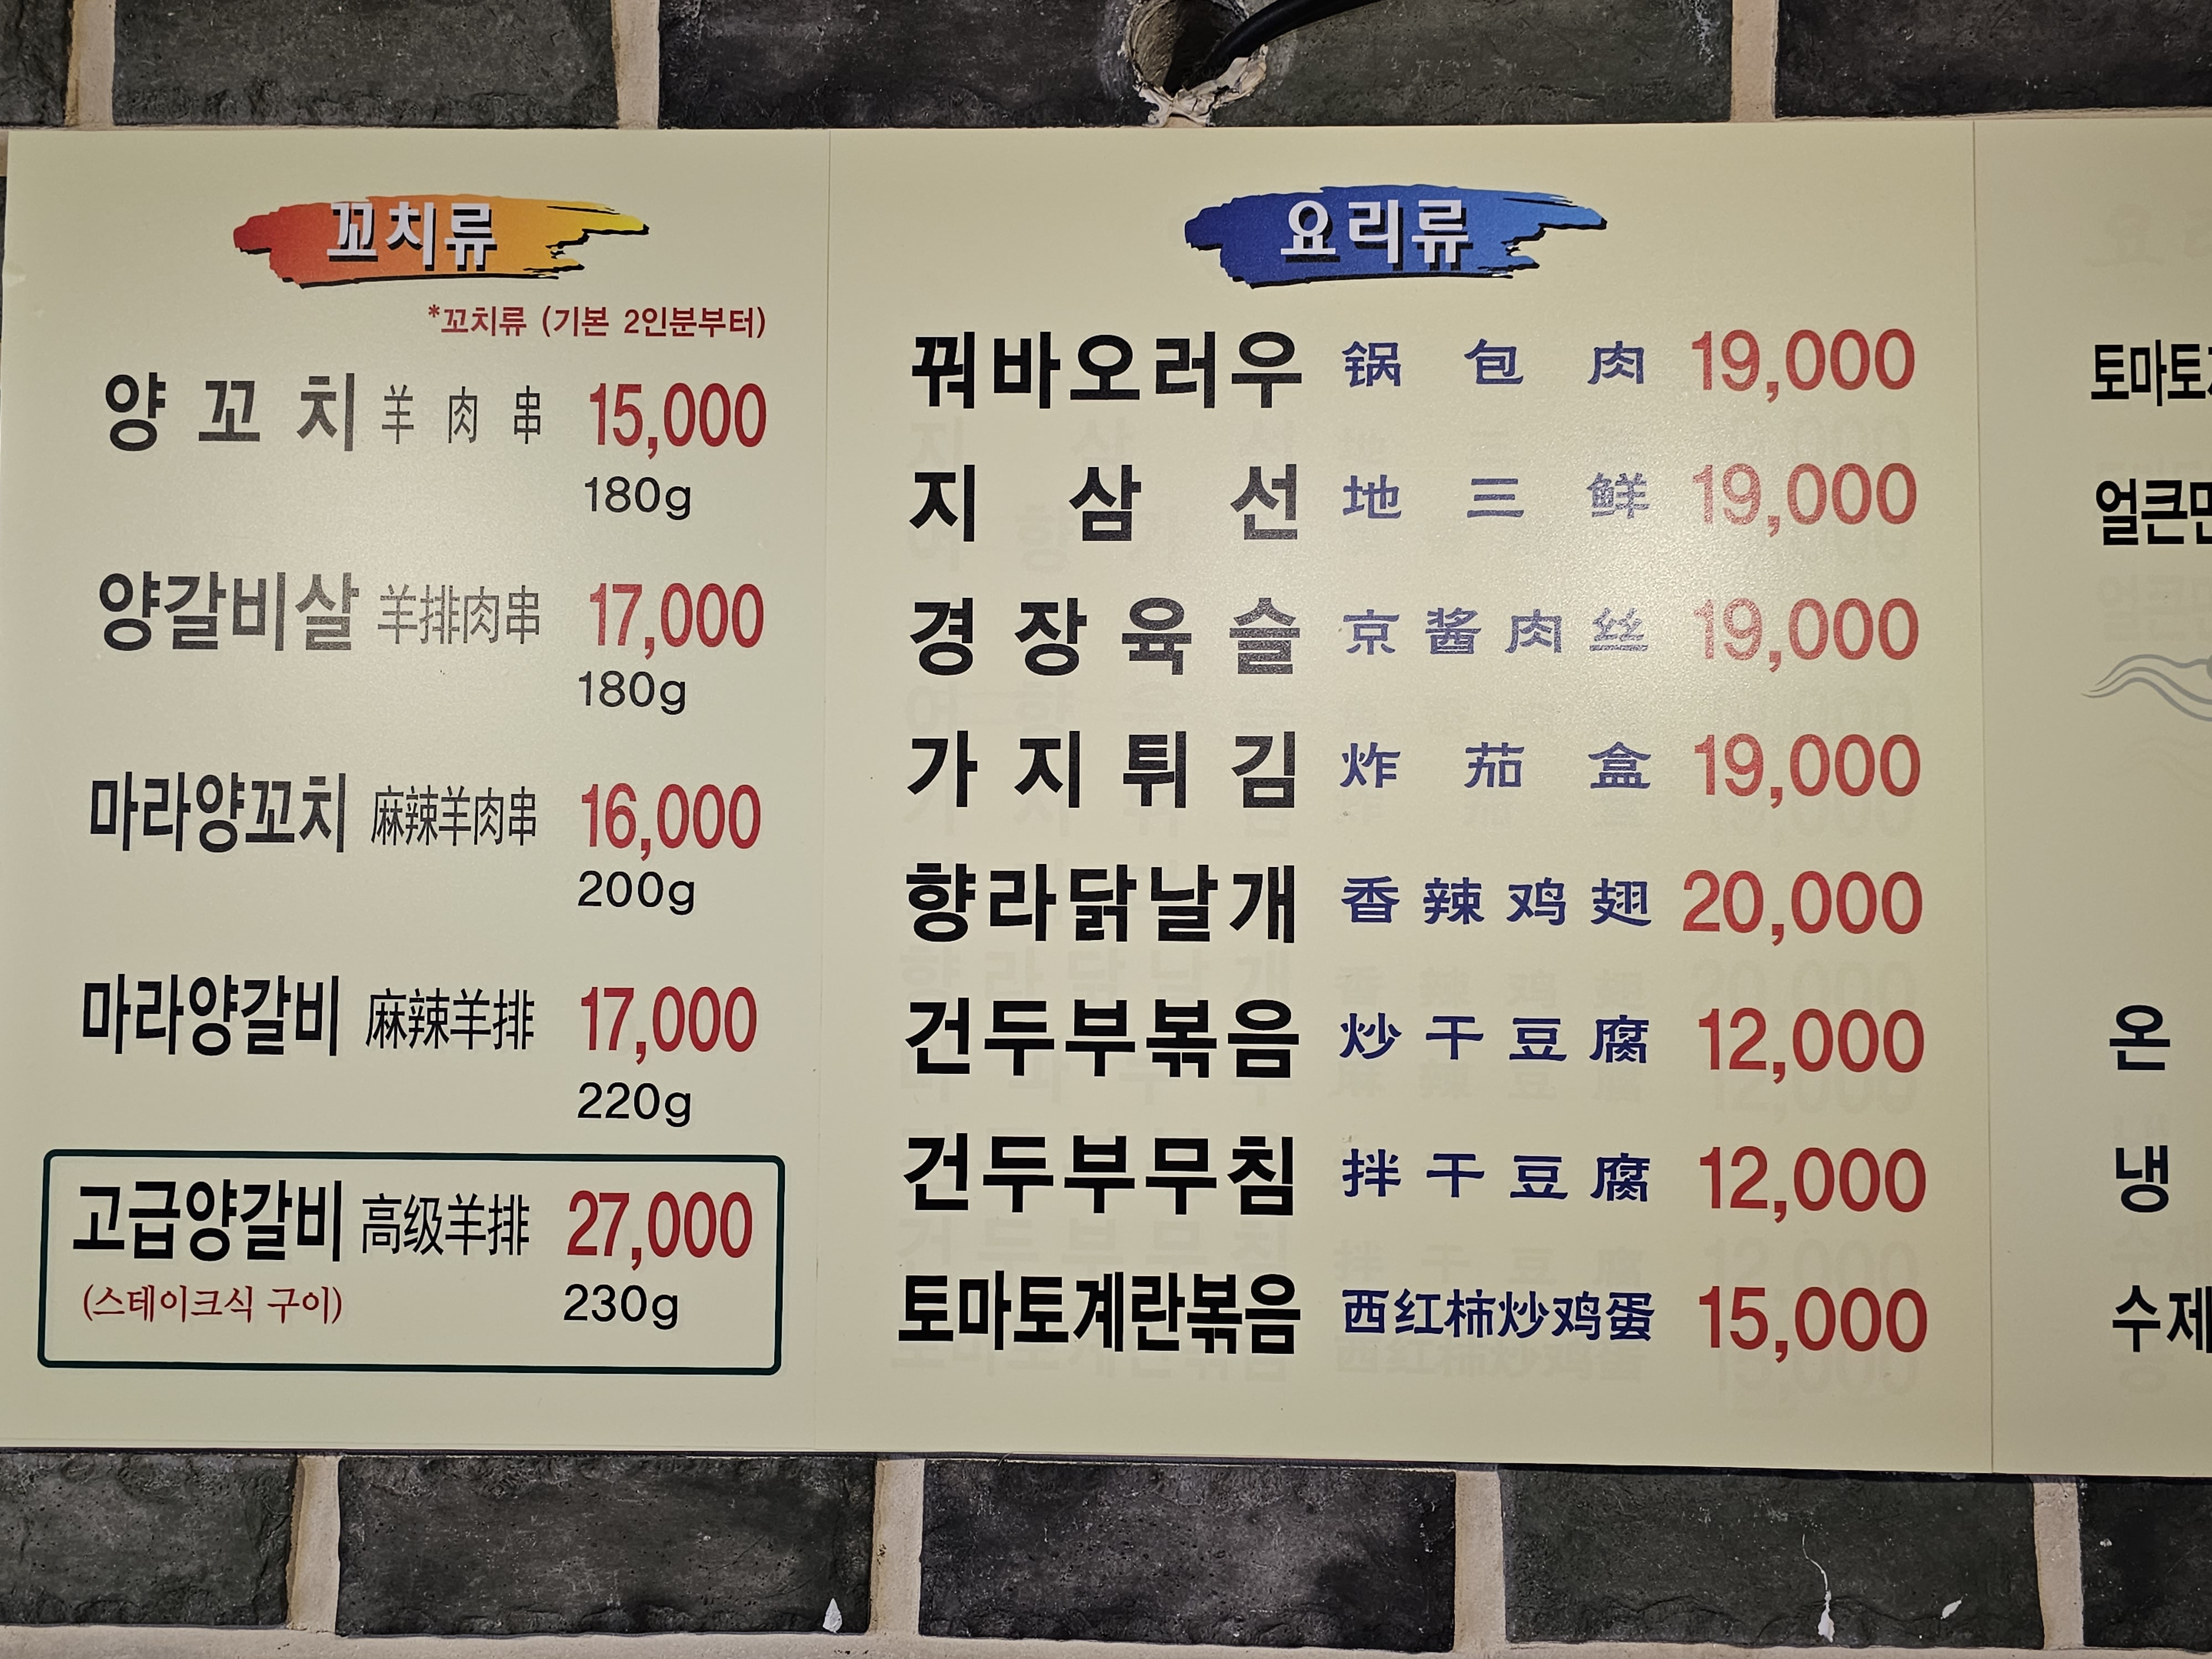 꼬치류
*꼬치류 (기본 2인분부터)
양꼬치 羊肉串 15,000
180g
양갈비살 羊排肉串 17,000
180g
마라양꼬치 麻辣羊肉串 16,000
200g
마라양갈비 麻辣羊排 17,000
220g
고급양갈비 高级羊排 27,000
(스테이크식 구이) 230g
요리류
꿔바오러우 锅包肉 19,000
지삼선 地三鲜 19,000
경장육슬 京酱肉丝 19,000
가지튀김 炸茄盒 19,000
향라닭날개 香辣鸡翅 20,000
건두부볶음 炒干豆腐 12,000
건두부무침 拌干豆腐 12,000
토마토계란볶음 西红柿炒鸡蛋 15,000
토마토
얼큰
온
냉
수제